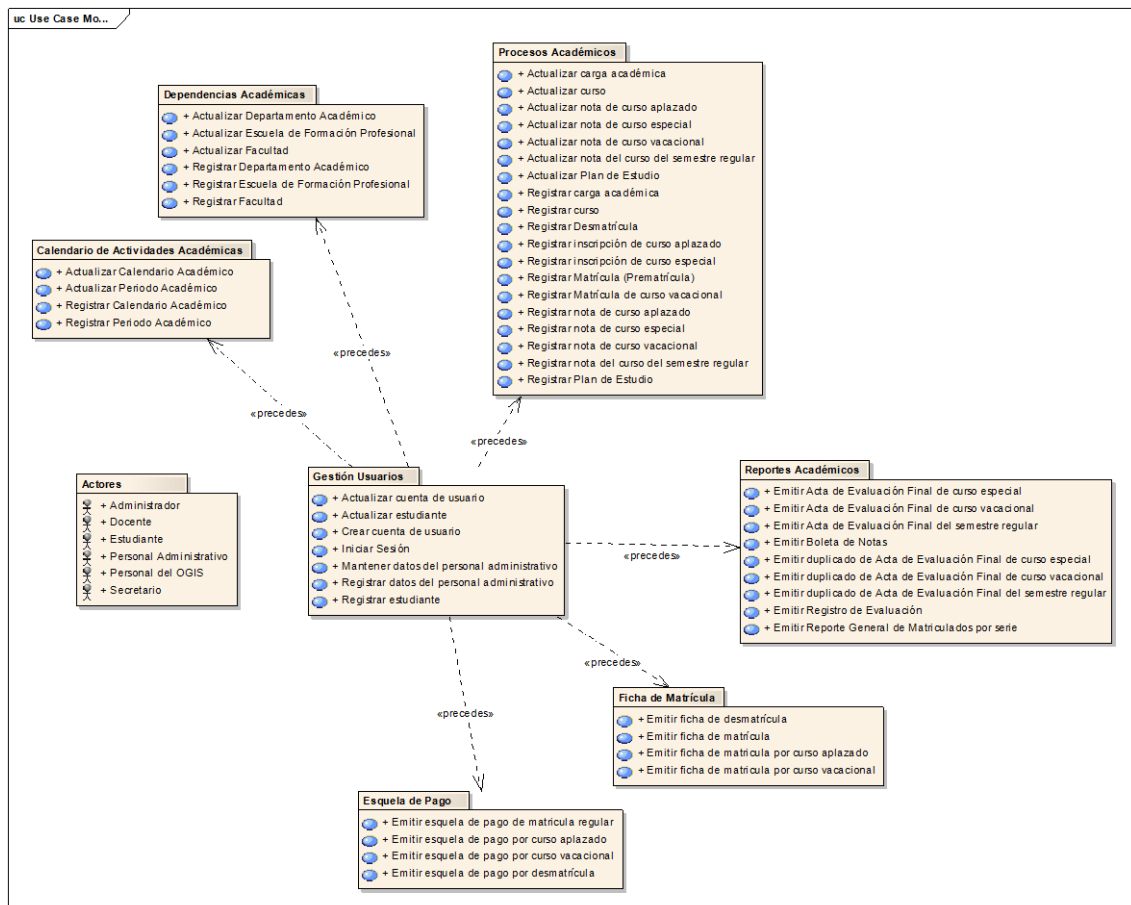 uc Use Case Mo...
Procesos Académicos
+ Actualizar carga académica
+ Actualizar curso
+ Actualizar nota de curso aplazado
+ Actualizar nota de curso especial
+ Actualizar nota de curso vacacional
+ Actualizar nota del curso del semestre regular
+ Actualizar Plan de Estudio
+ Registrar carga académica
+ Registrar curso
+ Registrar Desmatrícula
+ Registrar inscripción de curso aplazado
+ Registrar inscripción de curso especial
+ Registrar Matrícula (Prematrícula)
+ Registrar Matrícula de curso vacacional
+ Registrar nota de curso aplazado
+ Registrar nota de curso especial
+ Registrar nota de curso vacacional
+ Registrar nota del curso del semestre regular
+ Registrar Plan de Estudio
Dependencias Académicas
+ Actualizar Departamento Académico
+ Actualizar Escuela de Formación Profesional
+ Actualizar Facultad
+ Registrar Departamento Académico
+ Registrar Escuela de Formación Profesional
+ Registrar Facultad
Calendario de Actividades Académicas
+ Actualizar Calendario Académico
+ Actualizar Periodo Académico
+ Registrar Calendario Académico
+ Registrar Periodo Académico
«precedes»
«precedes»
«precedes»
Actores
+ Administrador
+ Docente
+ Estudiante
+ Personal Administrativo
+ Personal del OGIS
+ Secretario
Gestión Usuarios
+ Actualizar cuenta de usuario
+ Actualizar estudiante
+ Crear cuenta de usuario
+ Iniciar Sesión
+ Mantener datos del personal administrativo
+ Registrar datos del personal administrativo
+ Registrar estudiante
«precedes»
Reportes Académicos
+ Emitir Acta de Evaluación Final de curso especial
+ Emitir Acta de Evaluación Final de curso vacacional
+ Emitir Acta de Evaluación Final del semestre regular
+ Emitir Boleta de Notas
+ Emitir duplicado de Acta de Evaluación Final de curso especial
+ Emitir duplicado de Acta de Evaluación Final de curso vacacional
+ Emitir duplicado de Acta de Evaluación Final del semestre regular
+ Emitir Registro de Evaluación
+ Emitir Reporte General de Matriculados por serie
«precedes»
Ficha de Matrícula
+ Emitir ficha de desmatrícula
+ Emitir ficha de matrícula
+ Emitir ficha de matricula por curso aplazado
+ Emitir ficha de matricula por curso vacacional
«precedes»
Esquela de Pago
+ Emitir esquela de pago de matricula regular
+ Emitir esquela de pago por curso aplazado
+ Emitir esquela de pago por curso vacacional
+ Emitir esquela de pago por desmatrícula